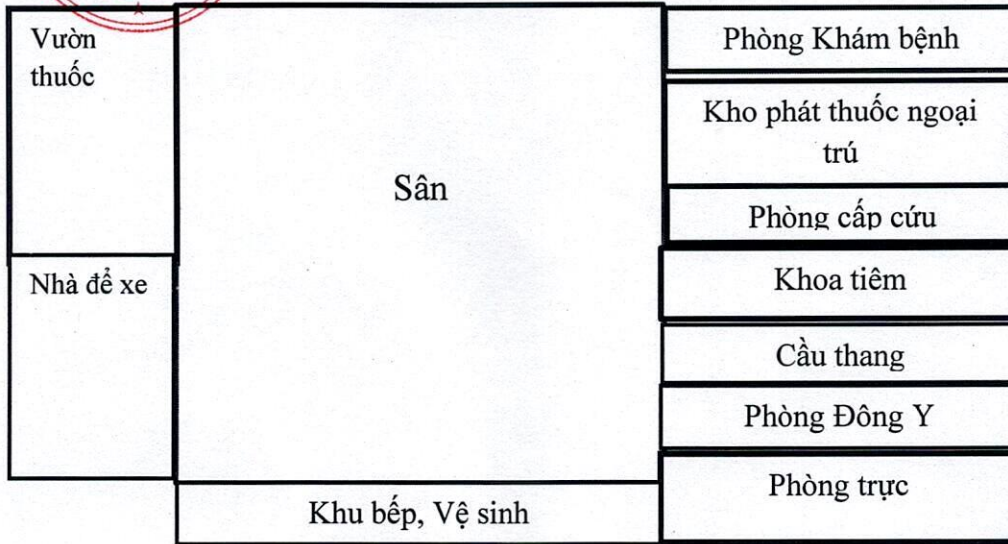 Vườn
thuốc
Phòng Khám bệnh
Kho phát thuốc ngoại
trú
Sân
Phòng cấp cứu
Nhà để xe
Khoa tiêm
Cầu thang
Phòng Đông Y
Phòng trực
Khu bếp, Vệ sinh